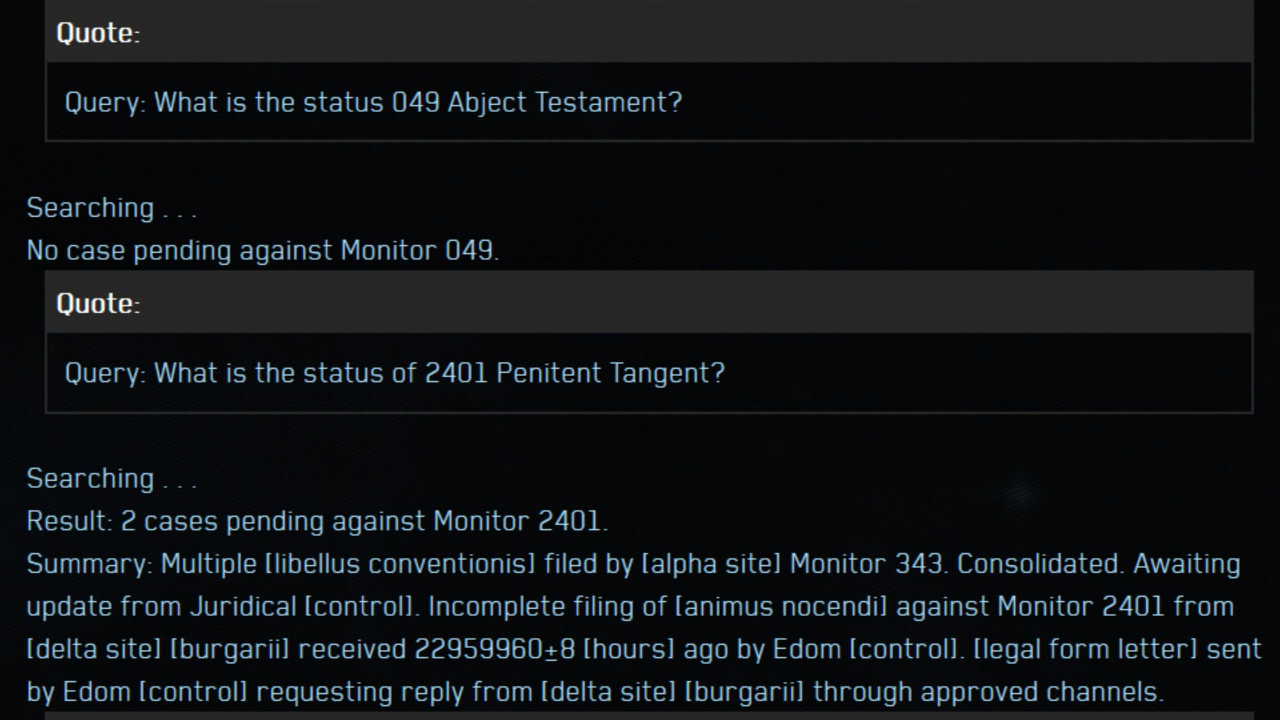 Quote:
Query: What is the status 049 Abject Testament?
Searching . . .
No case pending against Monitor 049.
Quote:
Query: What is the status of 2401 Penitent Tangent?
Searching . . .
Result: 2 cases pending against Monitor 2401.
Summary: Multiple [libellus conventionis] filed by [alpha site] Monitor 343. Consolidated. Awaiting
update from Juridical [control]. Incomplete filing of [animus nocendi] against Monitor 2401 from
[delta site] [burgarii] received 22959960±8 [hours] ago by Edom [control]. [legal form letter] sent
by Edom [control] requesting reply from [delta site] [burgarii] through approved channels.